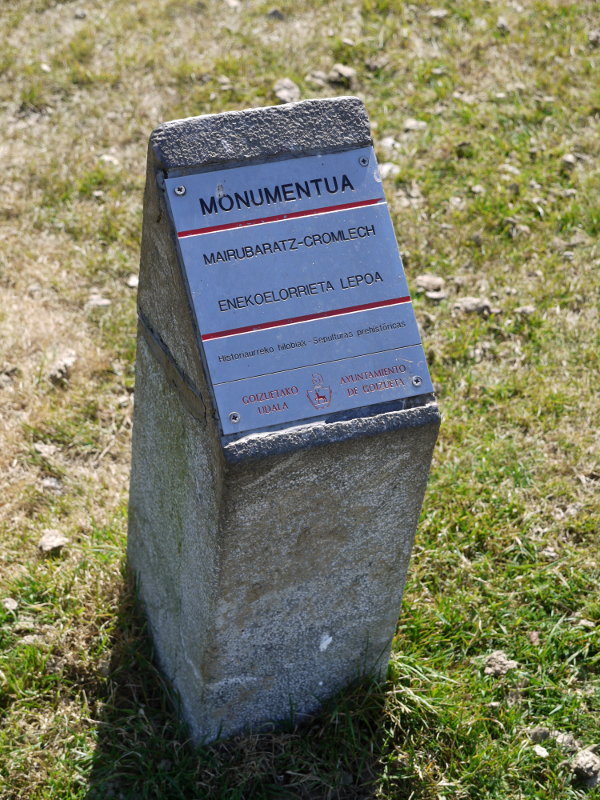 MONUMENTUA
MAIRUBARATZ-CROMLECH
ENEKOELORRIETA LEPOA
Historiaurreko hilobiak - Sepulturas prehistóricas
GOIZUETAKO UDALA
AYUNTAMIENTO DE GOIZUETA